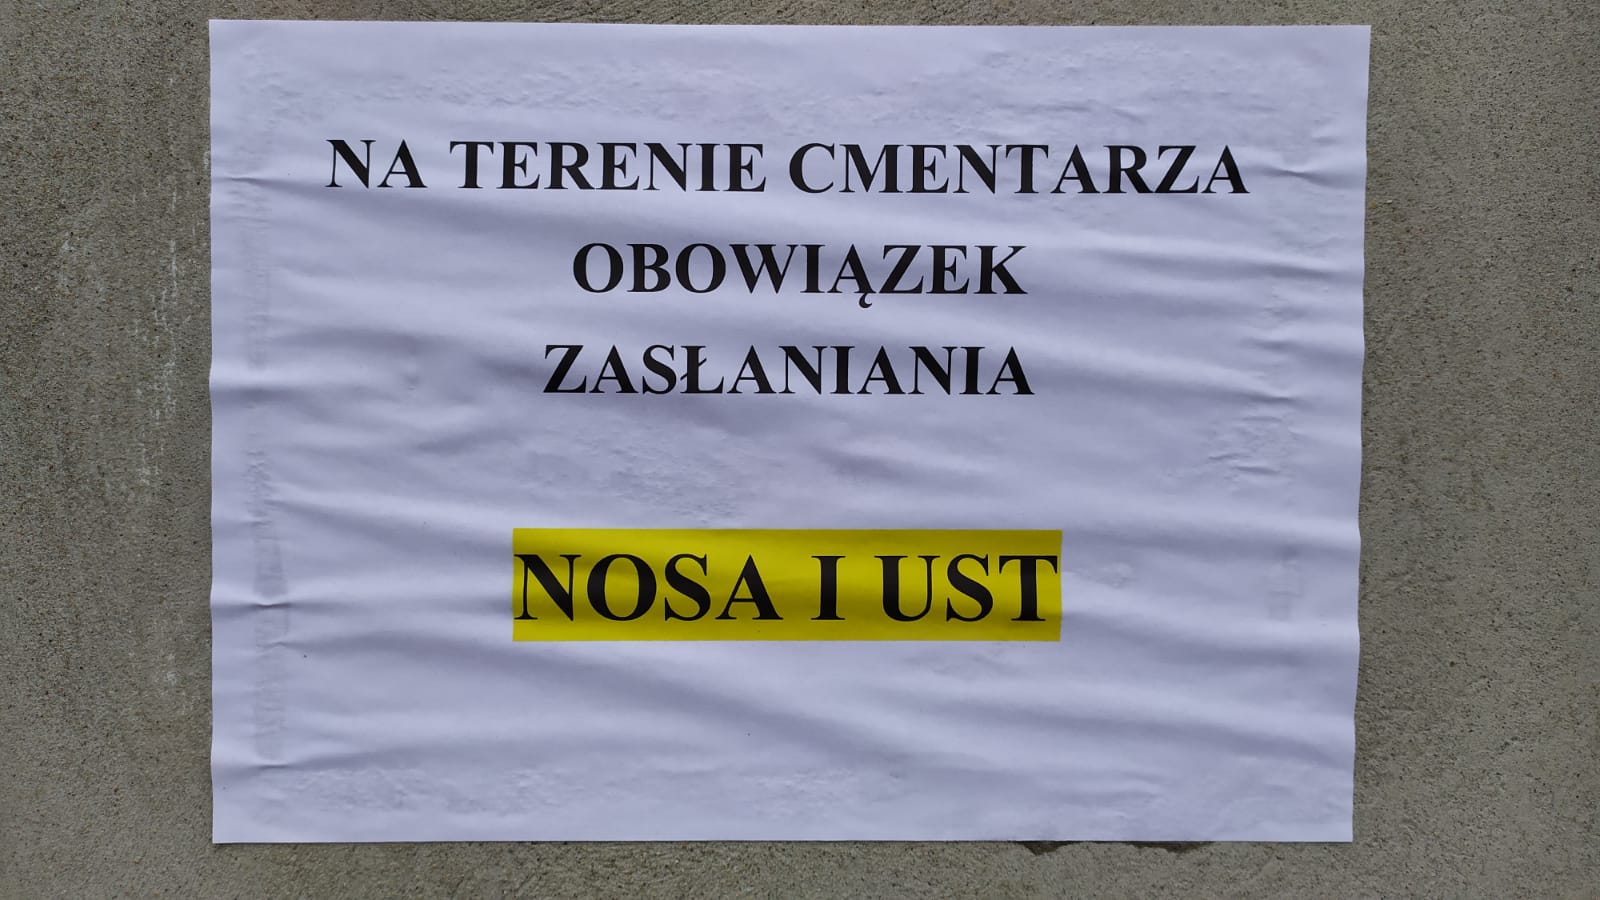 NA TERENIE CMENTARZA
OBOWIĄZEK
ZASŁANIANIA
NOSA I UST